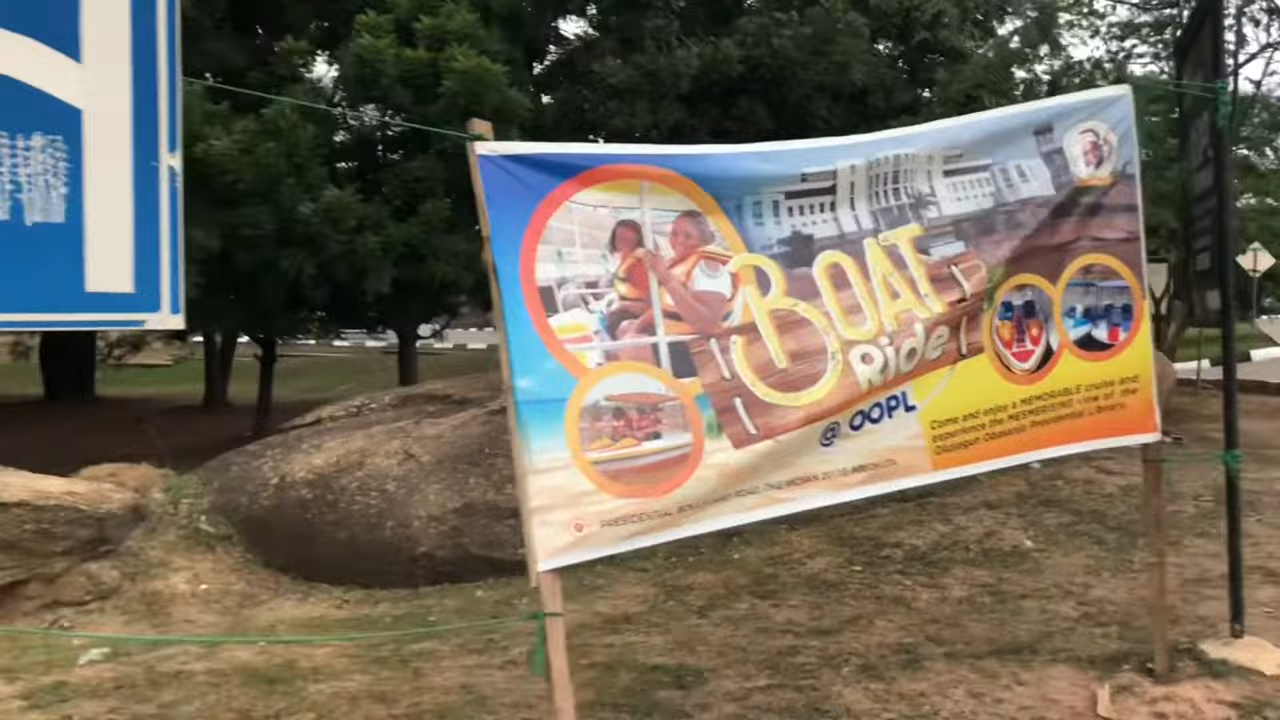 BOAT
Ride!
@ OOPL
Come and enjoy a MEMORABLE cruise and
experience the MESMERISING view of the
Olusegun Obasanjo Presidential Library.
PRESIDENTIAL